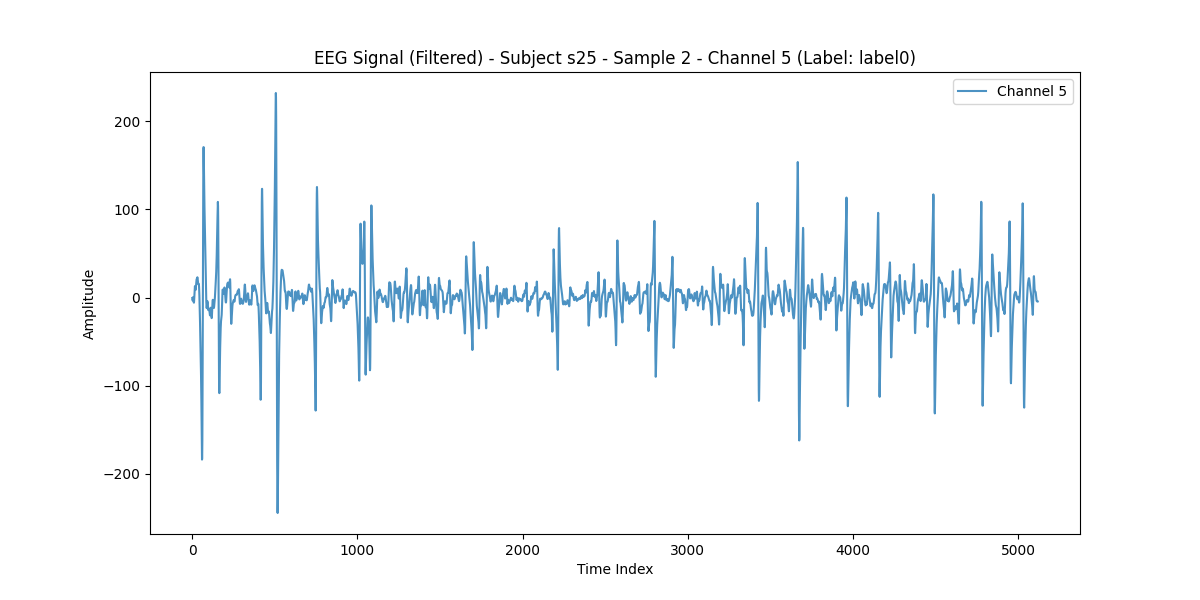 EEG Signal (Filtered) - Subject s25 - Sample 2 - Channel 5 (Label: label0)
Channel 5
200
100
0
−100
−200
Amplitude
0 1000 2000 3000 4000 5000
Time Index